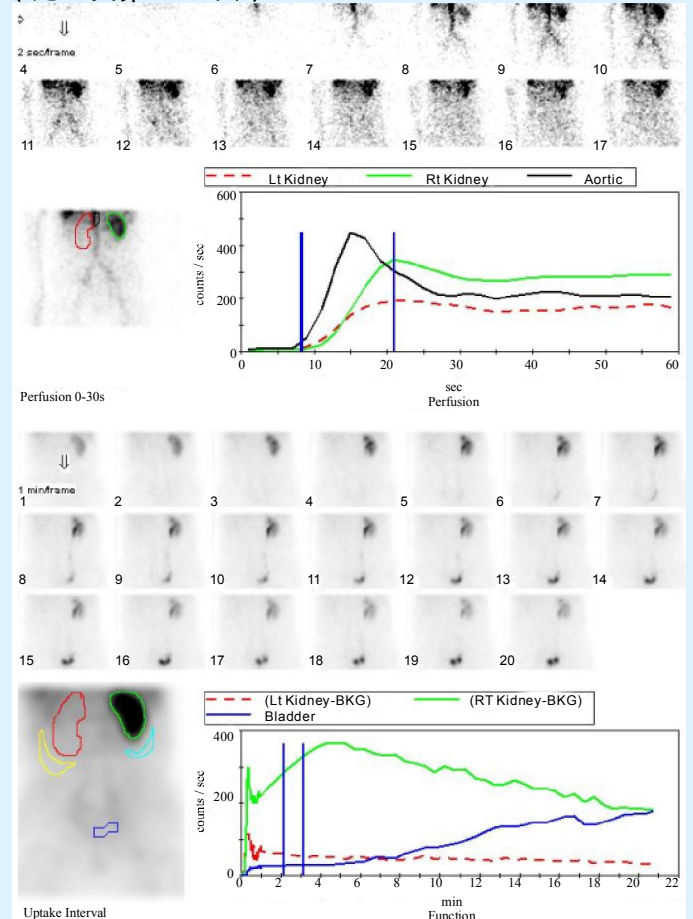 2 sec/frame
4 5 6 7 8 9 10
11 12 13 14 15 16 17
Lt Kidney Rt Kidney Aortic
600
400
200
0
counts / sec
0 10 20 30 40 50 60
sec
Perfusion
Perfusion 0-30s
1 min/frame
1 2 3 4 5 6 7
8 9 10 11 12 13 14
15 16 17 18 19 20
(Lt Kidney-BKG) (RT Kidney-BKG)
Bladder
400
200
0
counts / sec
0 2 4 6 8 10 12 14 16 18 20 22
min
Function
Uptake Interval